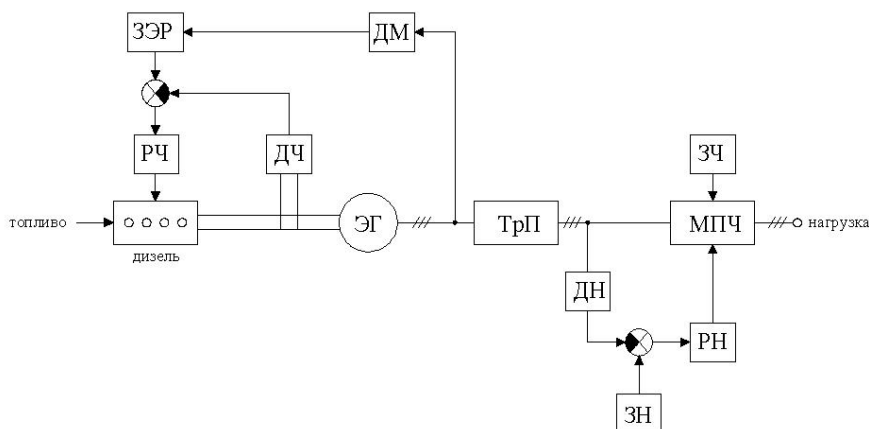 ЗЭР
ДМ
РЧ
ДЧ
ЗЧ
топливо
ЭГ
ТрП
МПЧ
нагрузка
дизель
ДН
РН
ЗН